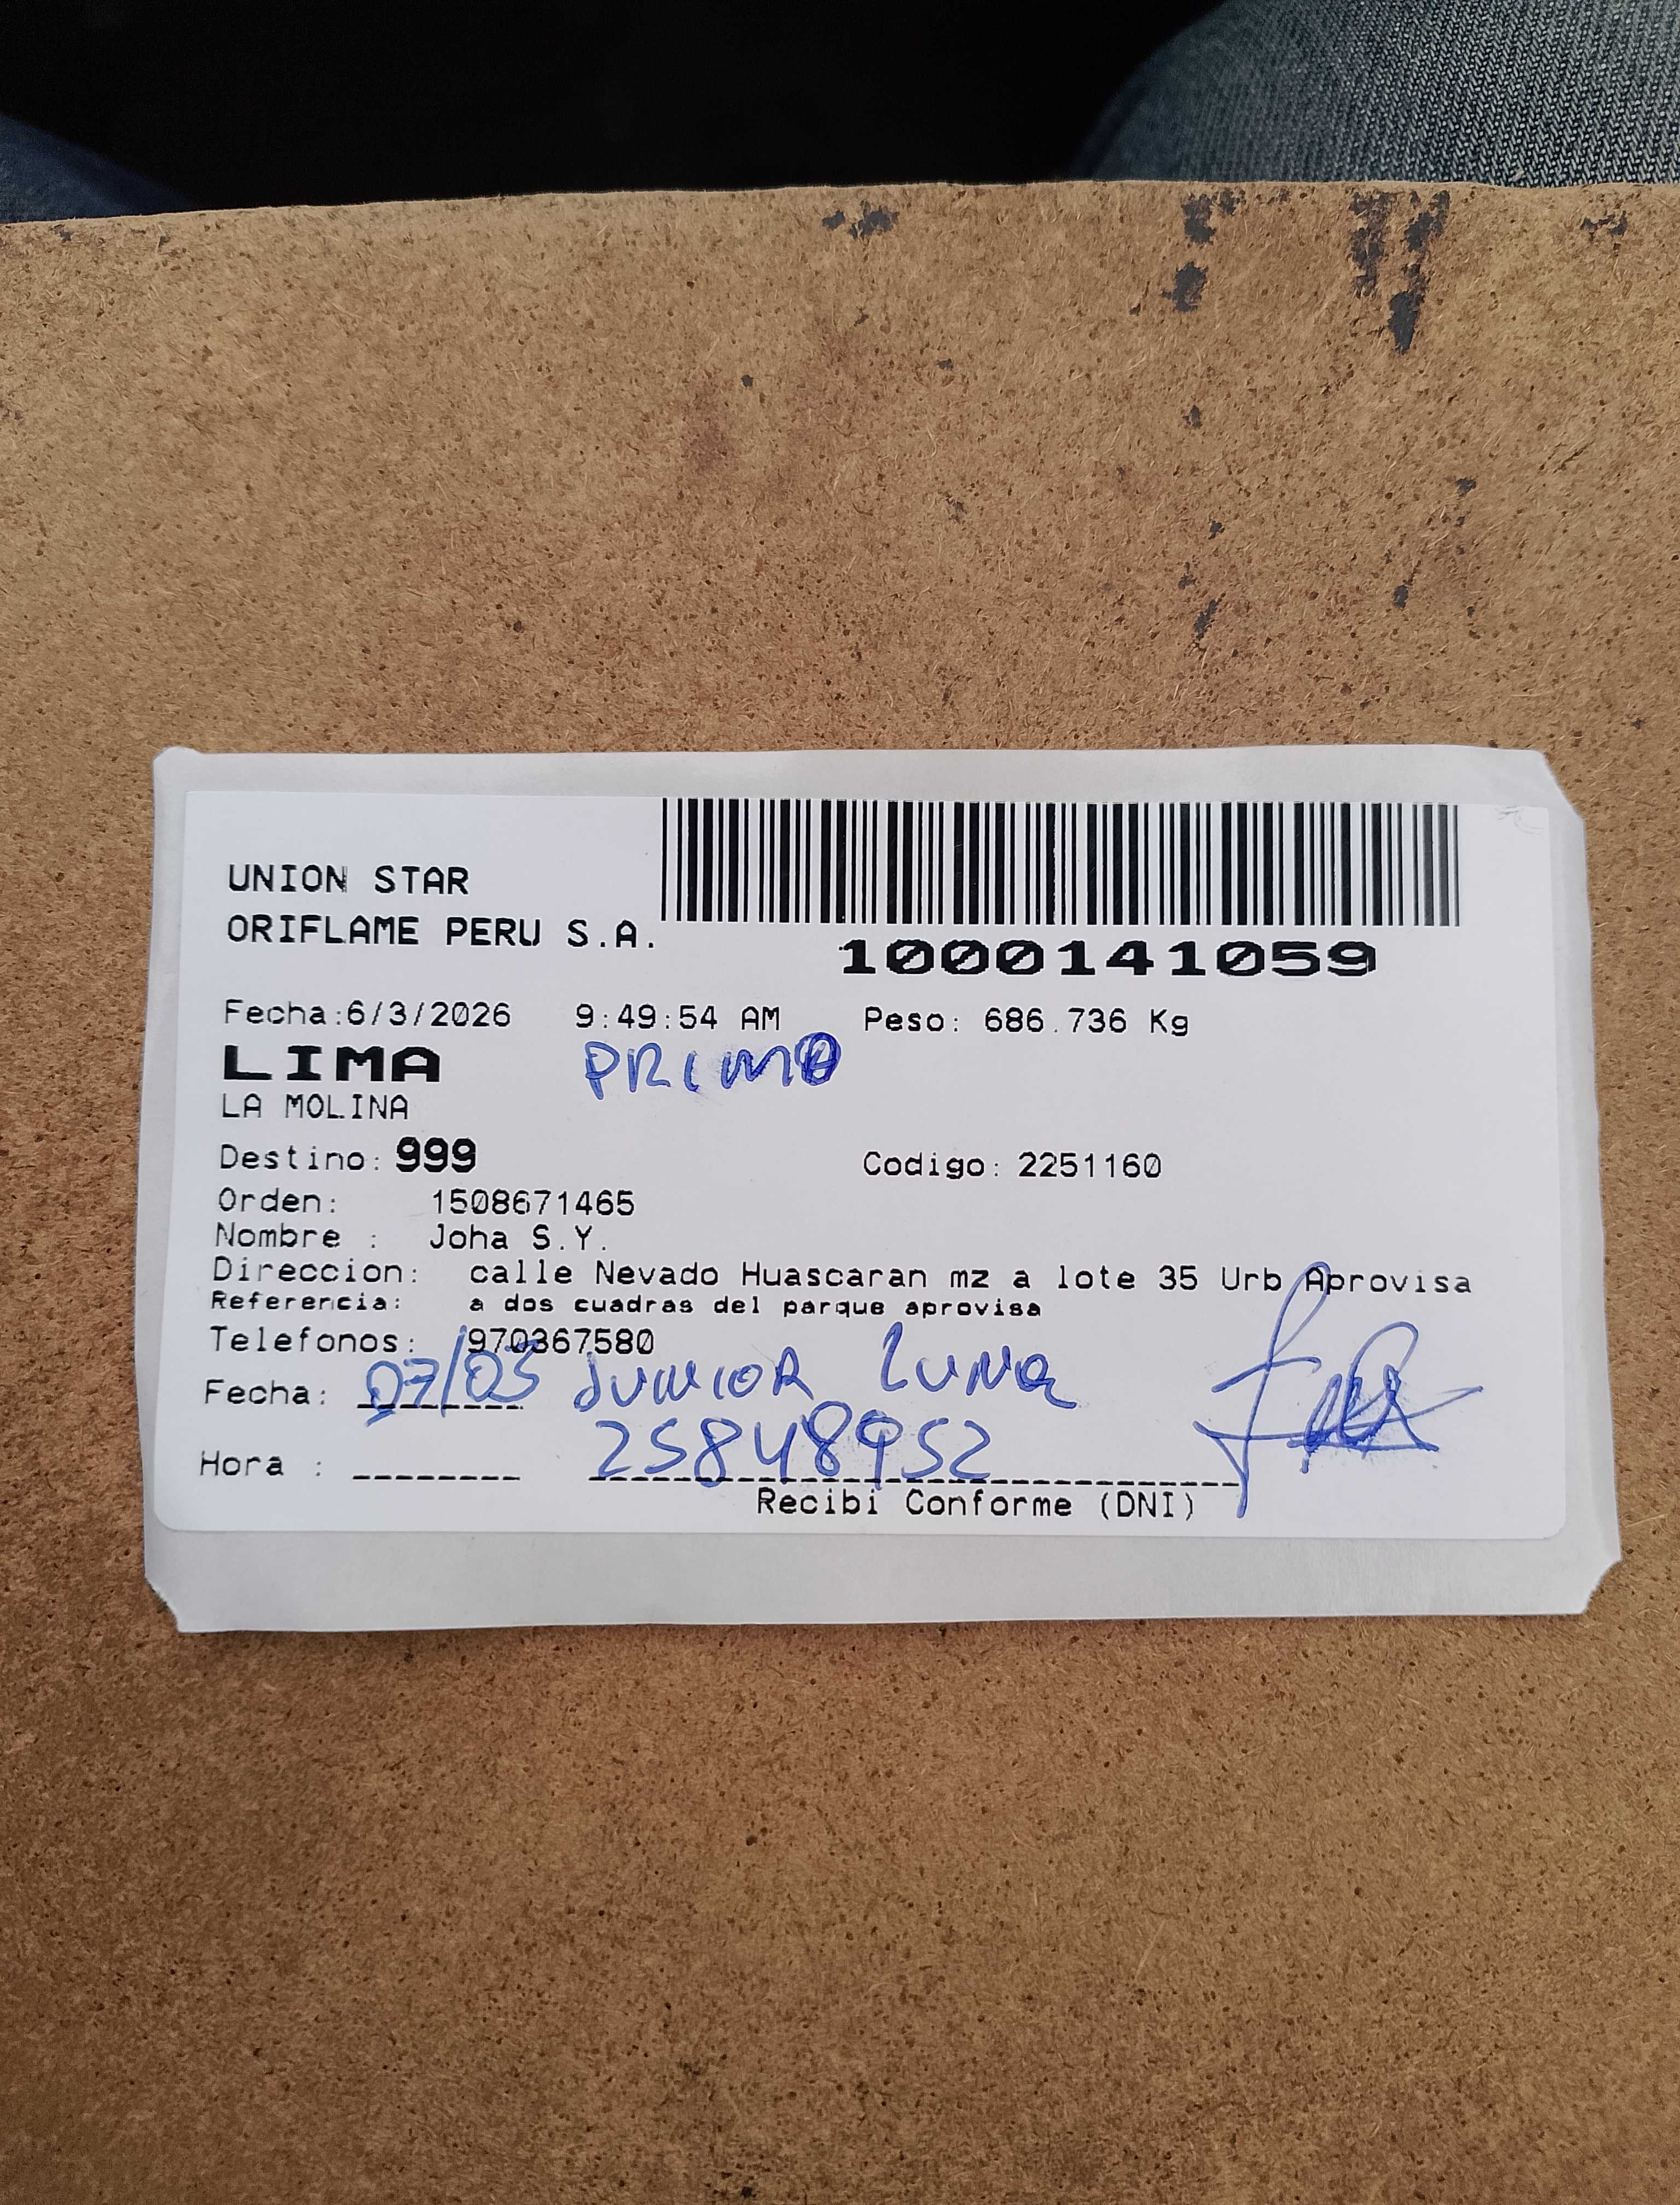 UNION STAR
ORIFLAME PERU S.A.
1000141059
Fecha:6/3/2026 9:49:54 AM Peso: 686.736 Kg
LIMA PRIMO
LA MOLINA
Destino: 999 Codigo: 2251160
Orden: 1508671465
Nombre : Joha S.Y.
Direccion: calle Nevado Huascaran mz a lote 35 Urb Aprovisa
Referencia: a dos cuadras del parque aprovisa
Telefonos: 970367580
Fecha: 07/03 JUNIOR LUNA
Hora : 25848952
Recibi Conforme (DNI)